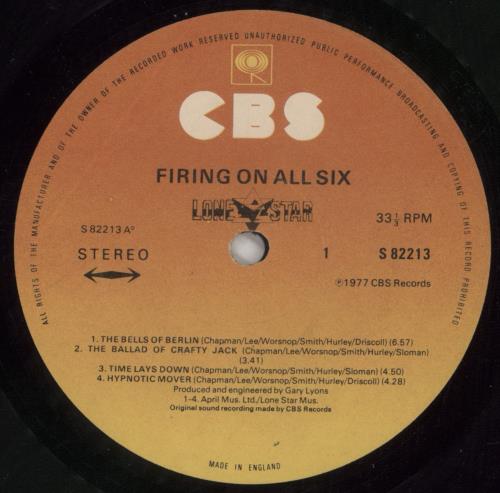 ALL RIGHTS OF THE MANUFACTURER AND OF THE OWNER OF THE RECORDED WORK RESERVED UNAUTHORIZED PUBLIC PERFORMANCE BROADCASTING AND COPYING OF THIS RECORD PROHIBITED
CBS
FIRING ON ALL SIX
LONE STAR
S 82213 A° 33 1/3 RPM
STEREO 1 S 82213
℗1977 CBS Records
1. THE BELLS OF BERLIN (Chapman/Lee/Worsnop/Smith/Hurley/Driscoll) (6.57)
2. THE BALLAD OF CRAFTY JACK (Chapman/Lee/Worsnop/Smith/Hurley/Sloman)
(3.41)
3. TIME LAYS DOWN (Chapman/Lee/Worsnop/Smith/Hurley/Sloman) (4.50)
4. HYPNOTIC MOVER (Chapman/Lee/Worsnop/Smith/Hurley/Driscoll) (4.28)
Produced and engineered by Gary Lyons
1-4. April Mus. Ltd./Lone Star Mus.
Original sound recording made by CBS Records
MADE IN ENGLAND